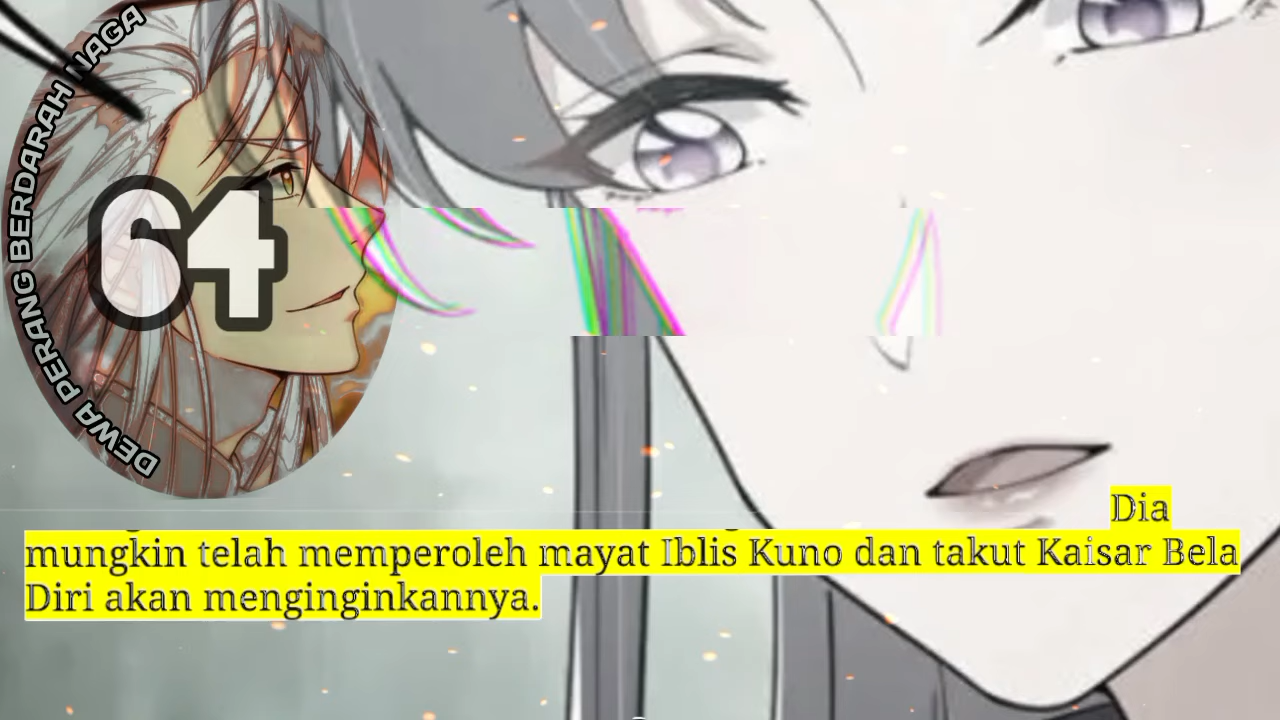 DEWA PERANG BERDARAH NAGA
64
Dia
mungkin telah memperoleh mayat Iblis Kuno dan takut Kaisar Bela
Diri akan menginginkannya.